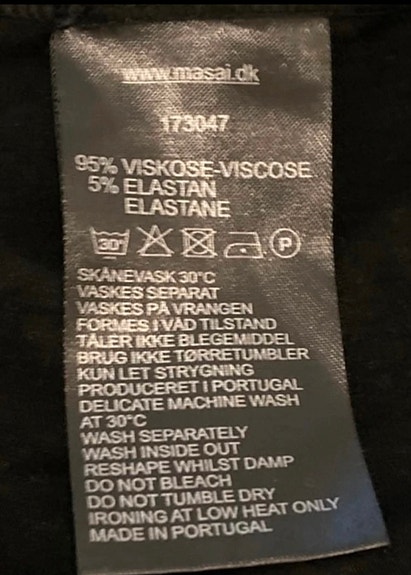 www.masai.dk
173047
95% VISKOSE-VISCOSE
5% ELASTAN
ELASTANE
30° P
SKÅNEVASK 30°C
VASKES SEPARAT
VASKES PÅ VRANGEN
FORMES I VÅD TILSTAND
TÅLER IKKE BLEGEMIDDEL
BRUG IKKE TØRRETUMBLER
KUN LET STRYGNING
PRODUCERET I PORTUGAL
DELICATE MACHINE WASH
AT 30°C
WASH SEPARATELY
WASH INSIDE OUT
RESHAPE WHILST DAMP
DO NOT BLEACH
DO NOT TUMBLE DRY
IRONING AT LOW HEAT ONLY
MADE IN PORTUGAL